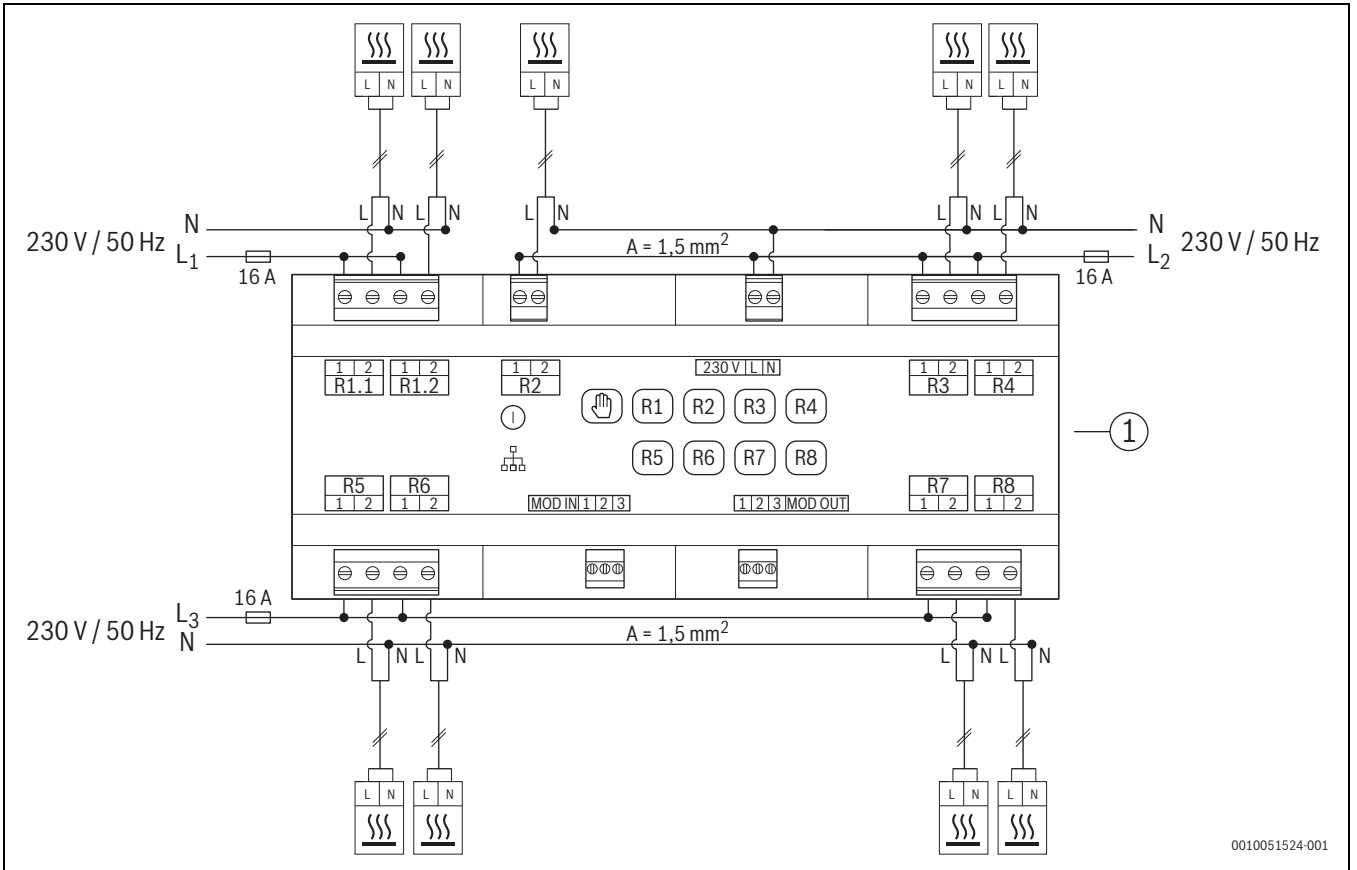 L N L N L N L N L N
L N L N L N L N L N
N N
230 V / 50 Hz A = 1,5 mm² 230 V / 50 Hz
L₁ L₂
16 A 16 A
1 2 1 2 1 2 230 V L N 1 2 1 2
R1.1 R1.2 R2 R3 R4
R1 R2 R3 R4
1
R5 R6 R7 R8
R5 R6 R7 R8
1 2 1 2 MOD IN 1 2 3 1 2 3 MOD OUT 1 2 1 2
16 A
L₃
230 V / 50 Hz A = 1,5 mm²
N
L N L N L N L N
L N L N L N L N
0010051524-001